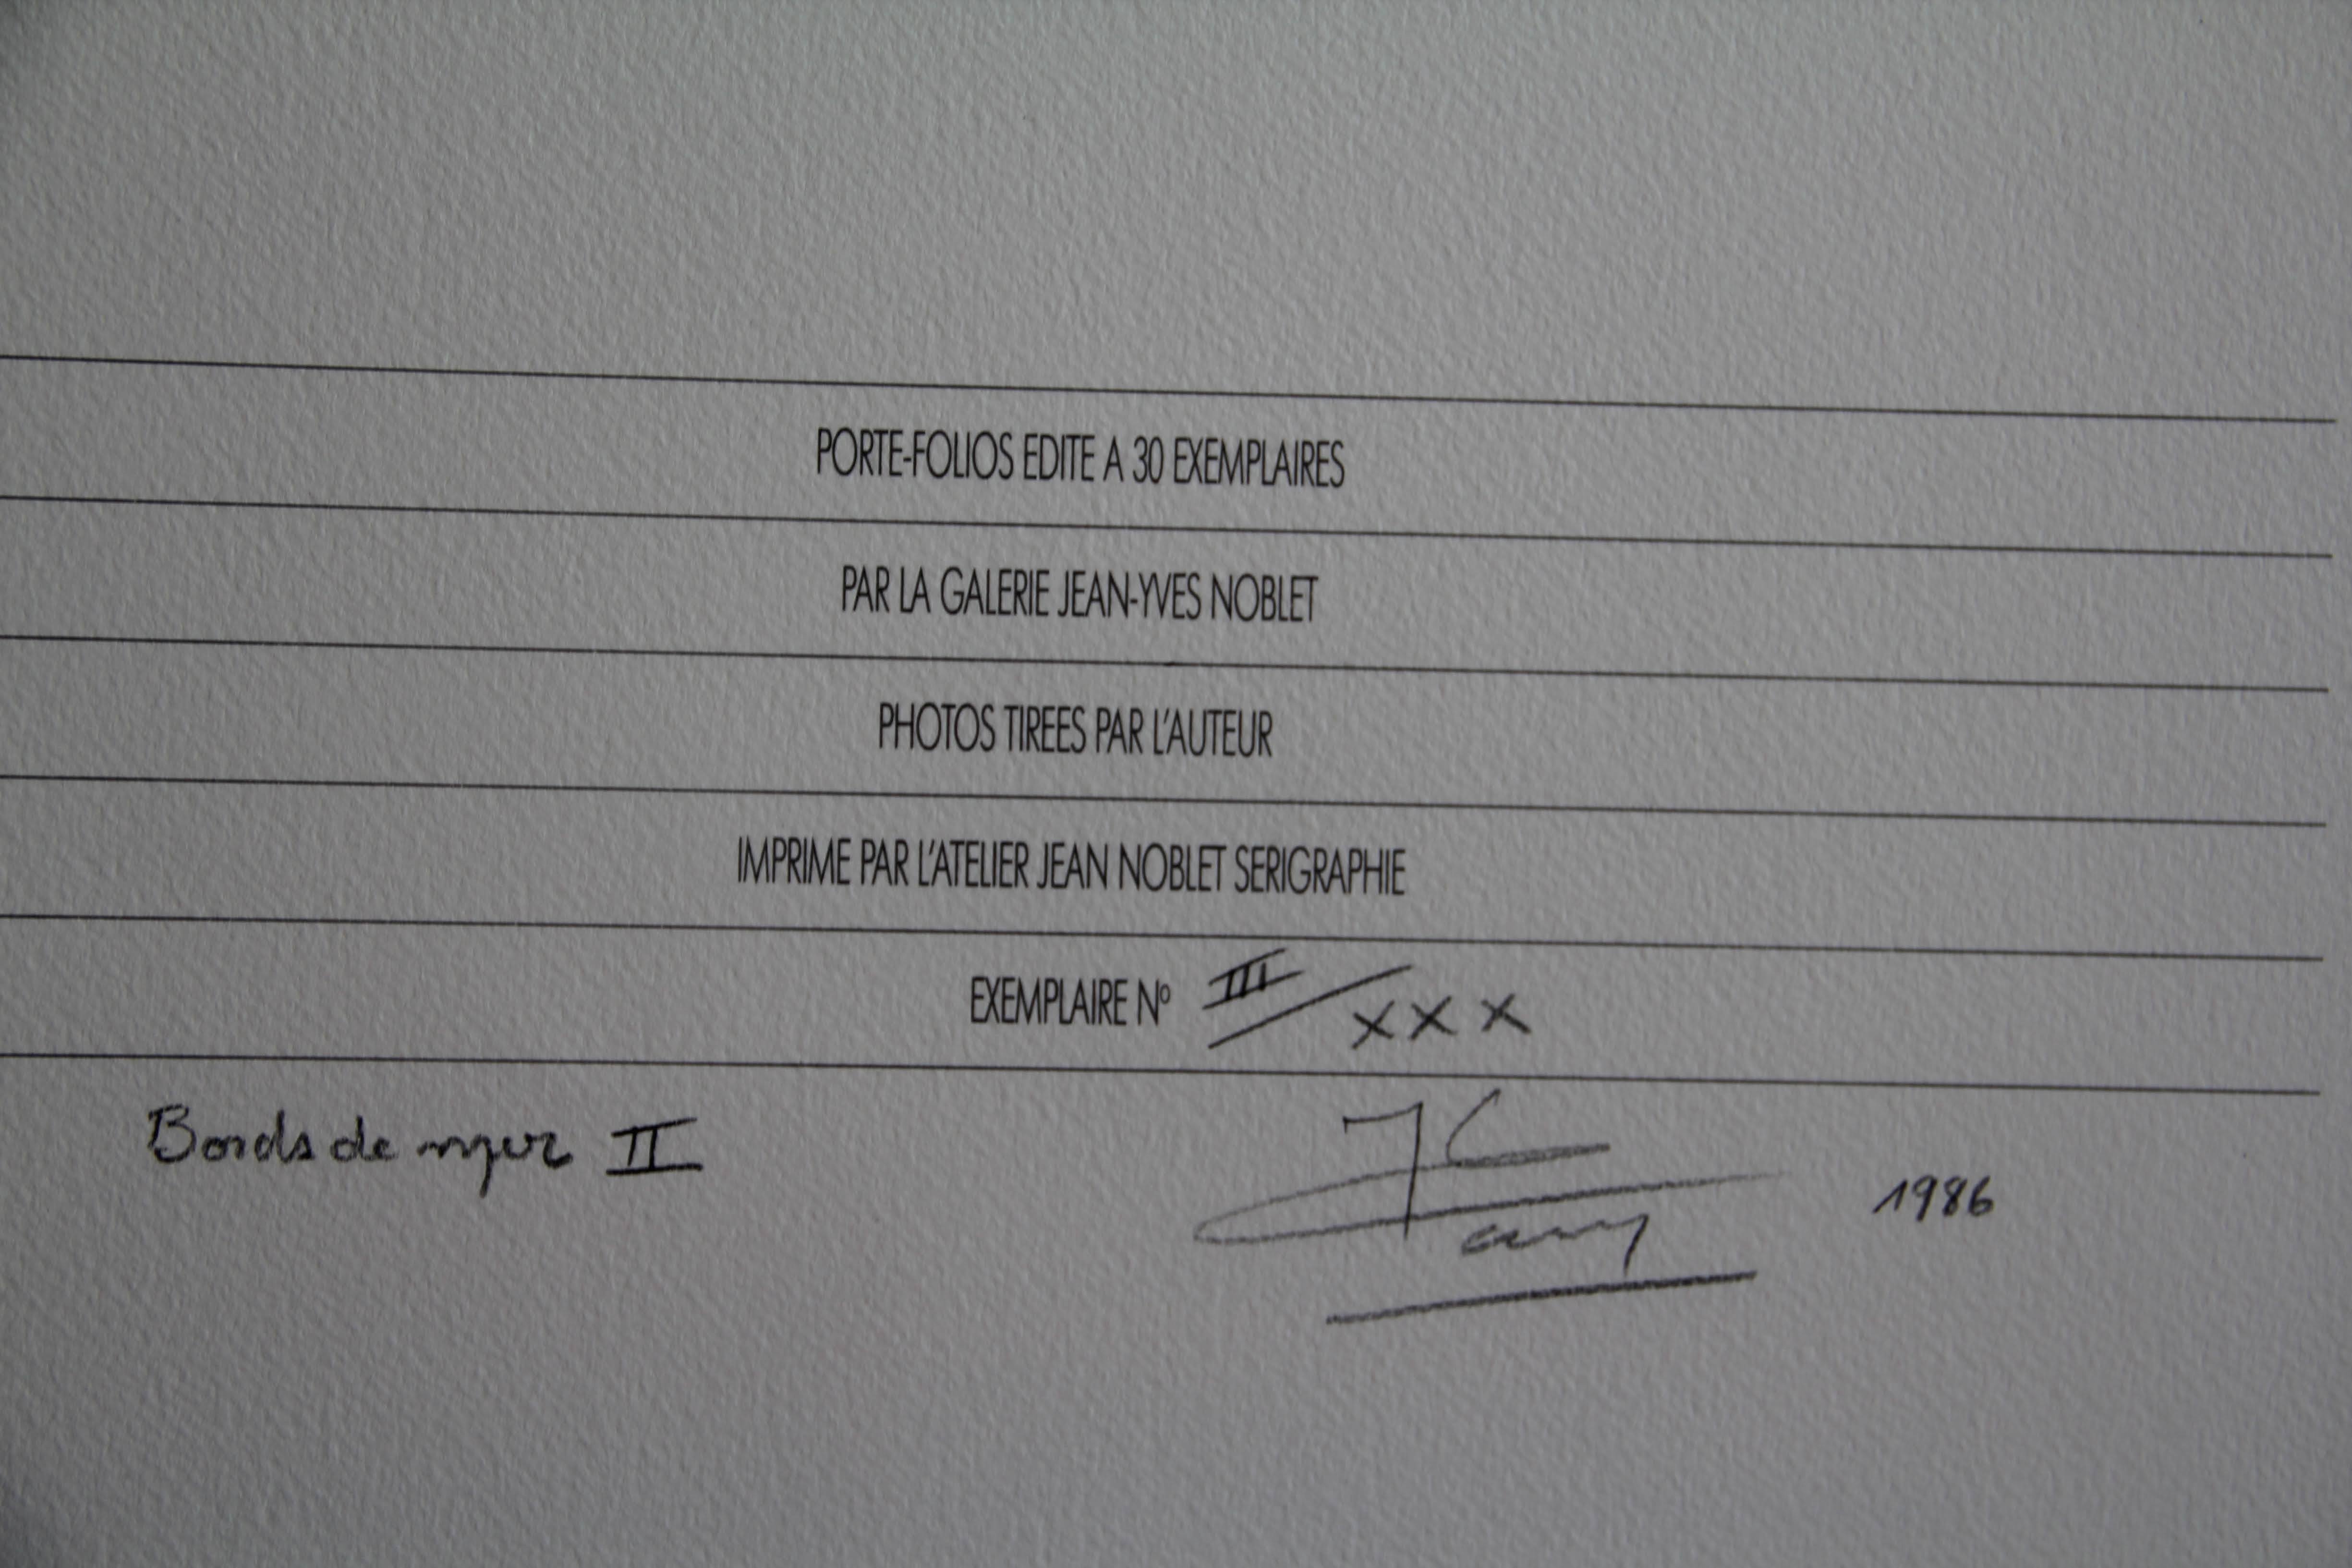 PORTE-FOLIOS EDITE A 30 EXEMPLAIRES
PAR LA GALERIE JEAN-YVES NOBLET
PHOTOS TIREES PAR L'AUTEUR
IMPRIME PAR L'ATELIER JEAN NOBLET SERIGRAPHIE
EXEMPLAIRE Nº III/XXX
Bords de mer II
1986